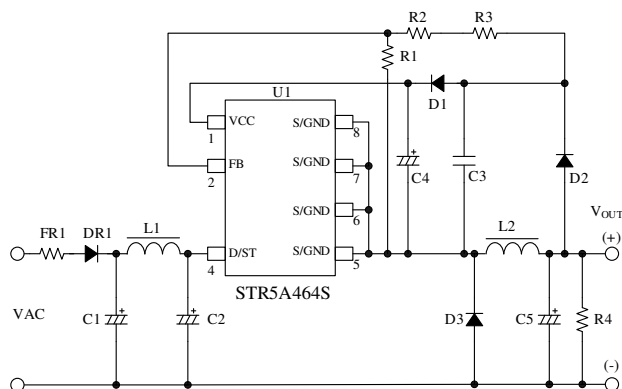 R2
R3
R1
U1
D1
VCC
S/GND
8
1
FB
S/GND
7
2
C4
C3
D2
S/GND
6
V_OUT
FR1
DR1
L1
L2
D/ST
S/GND
(+)
4
5
STR5A464S
VAC
C1
C2
D3
C5
R4
(-)
+
+
+
+